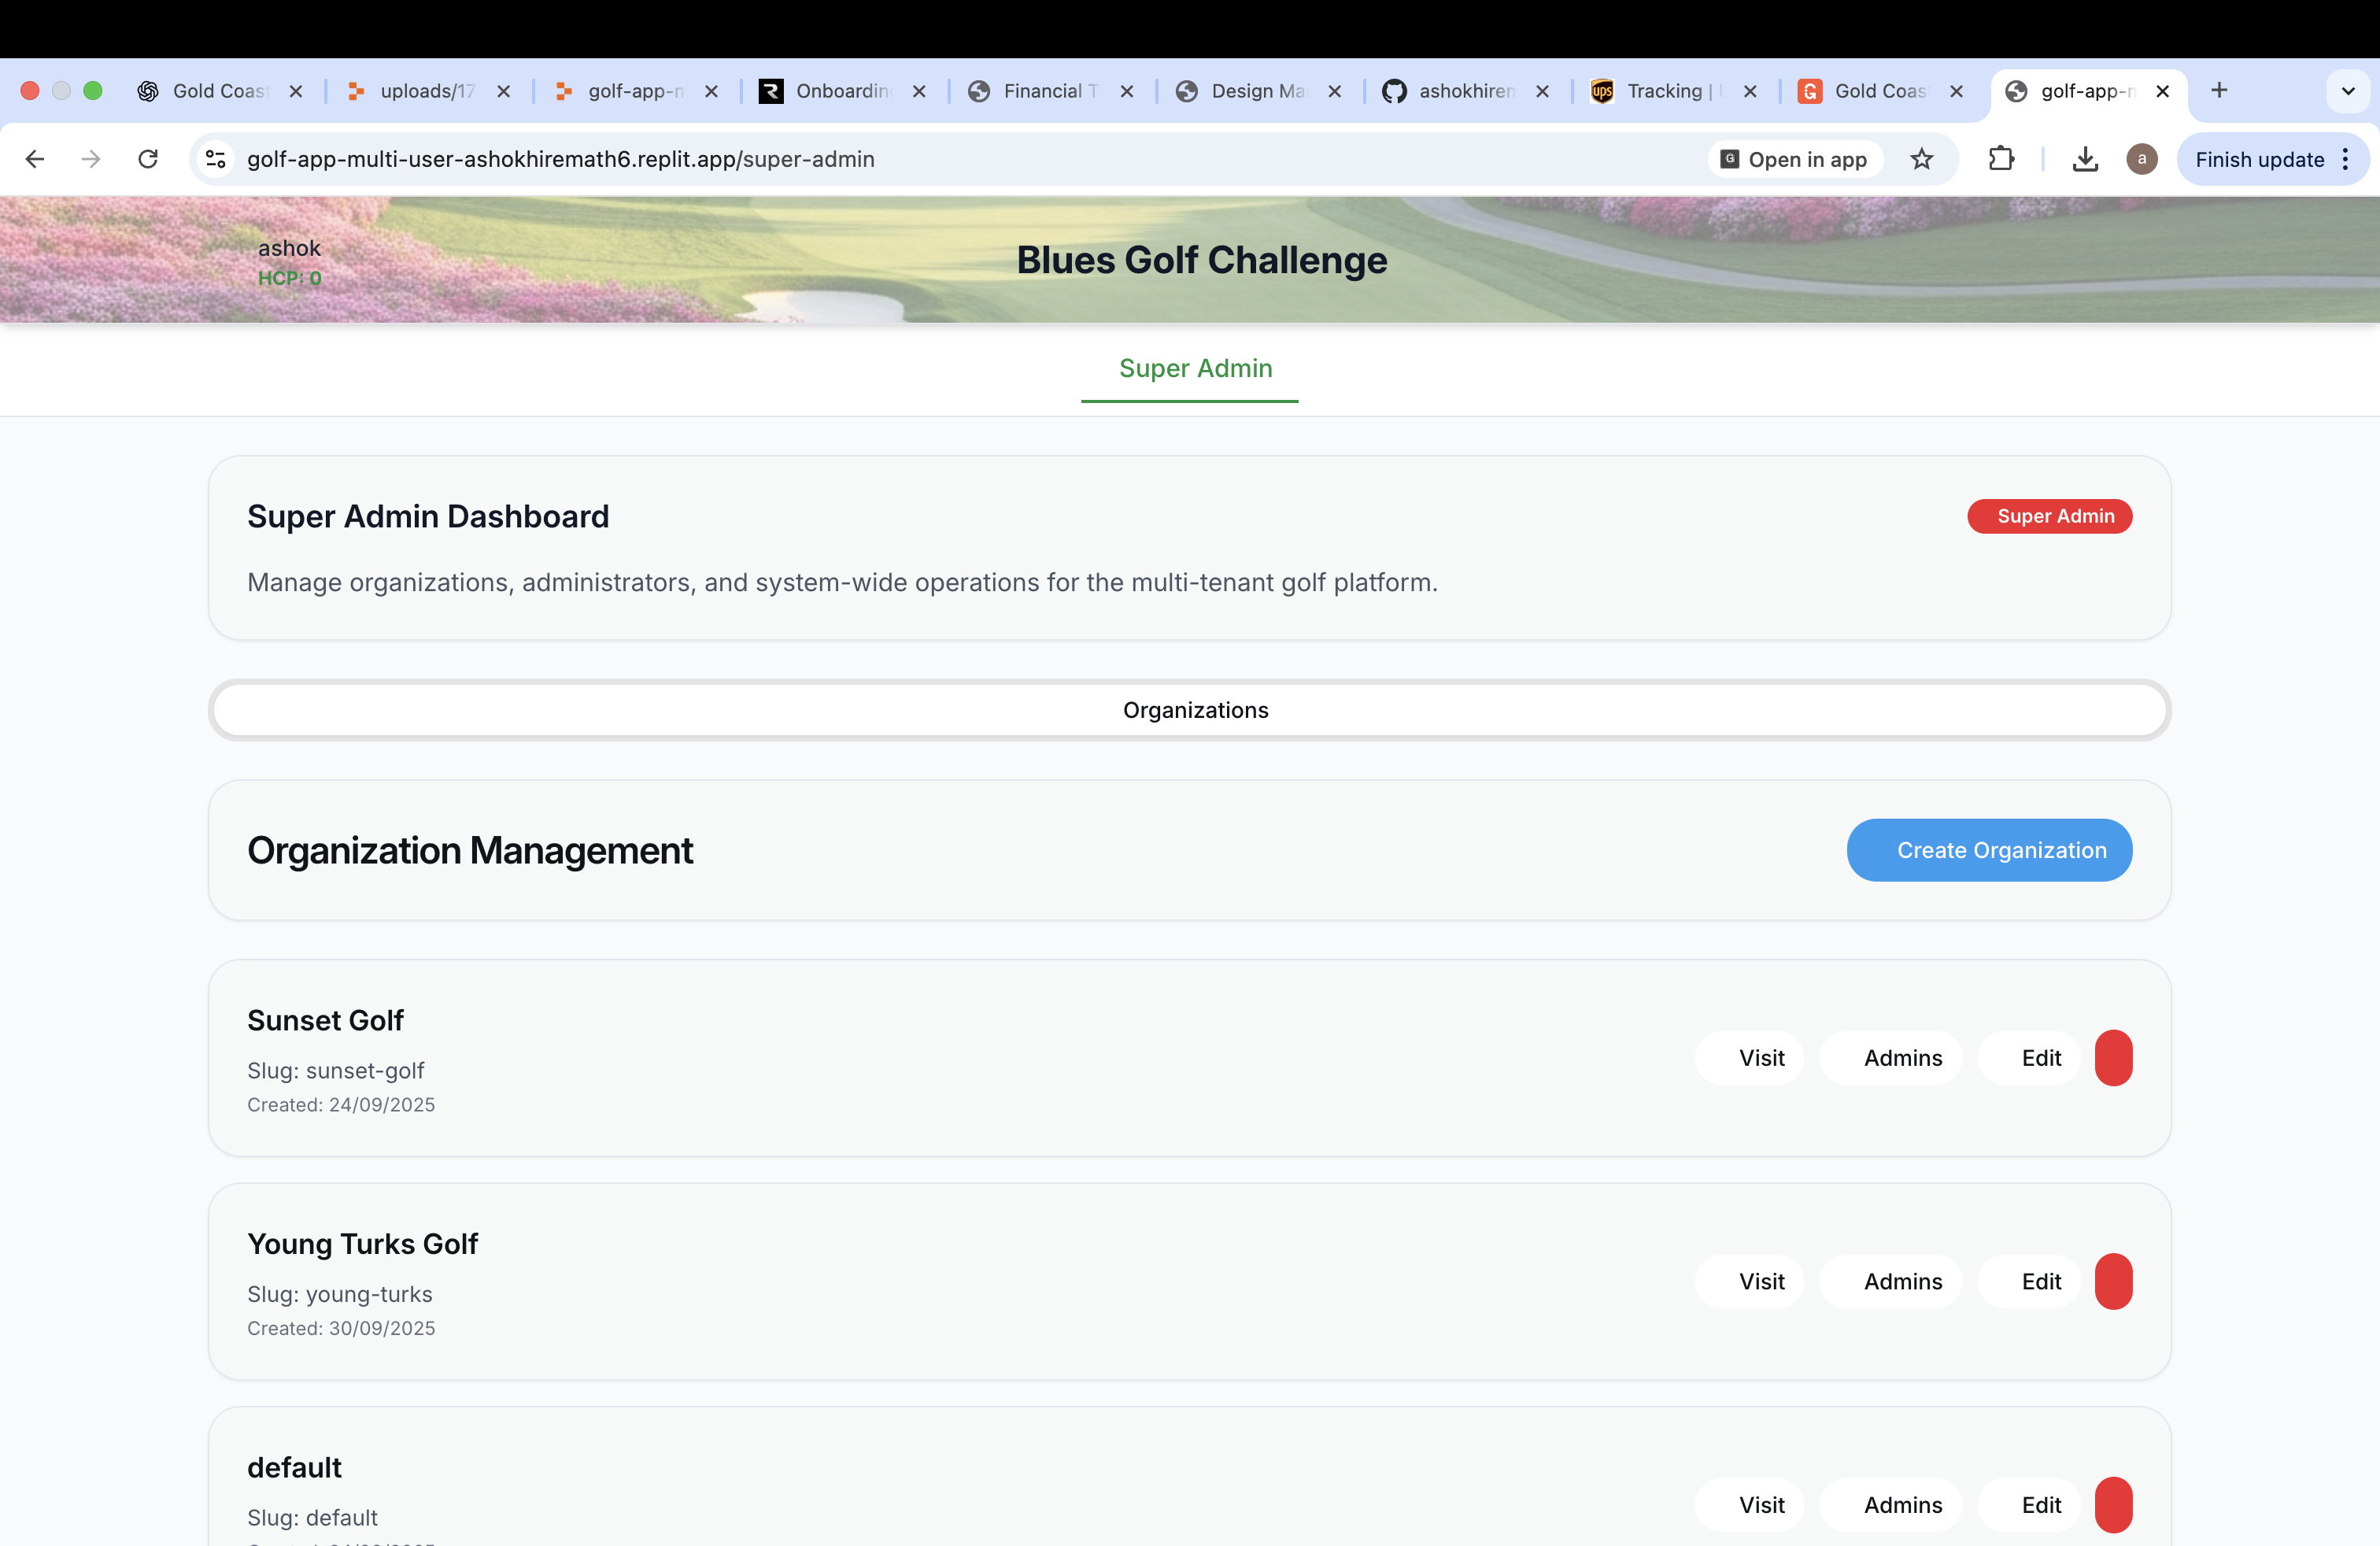 Gold Coas
uploads/17
golf-app-n
Onboardin
Financial T
Design Ma
ashokhirem
UPS
Tracking |
Gold Coas
golf-app-n
golf-app-multi-user-ashokhiremath6.replit.app/super-admin
Open in app
a
Finish update
ashok
HCP: 0
Blues Golf Challenge
Super Admin
Super Admin Dashboard
Super Admin
Manage organizations, administrators, and system-wide operations for the multi-tenant golf platform.
Organizations
Organization Management
Create Organization
Sunset Golf
Slug: sunset-golf
Created: 24/09/2025
Visit
Admins
Edit
Young Turks Golf
Slug: young-turks
Created: 30/09/2025
Visit
Admins
Edit
default
Slug: default
Visit
Admins
Edit